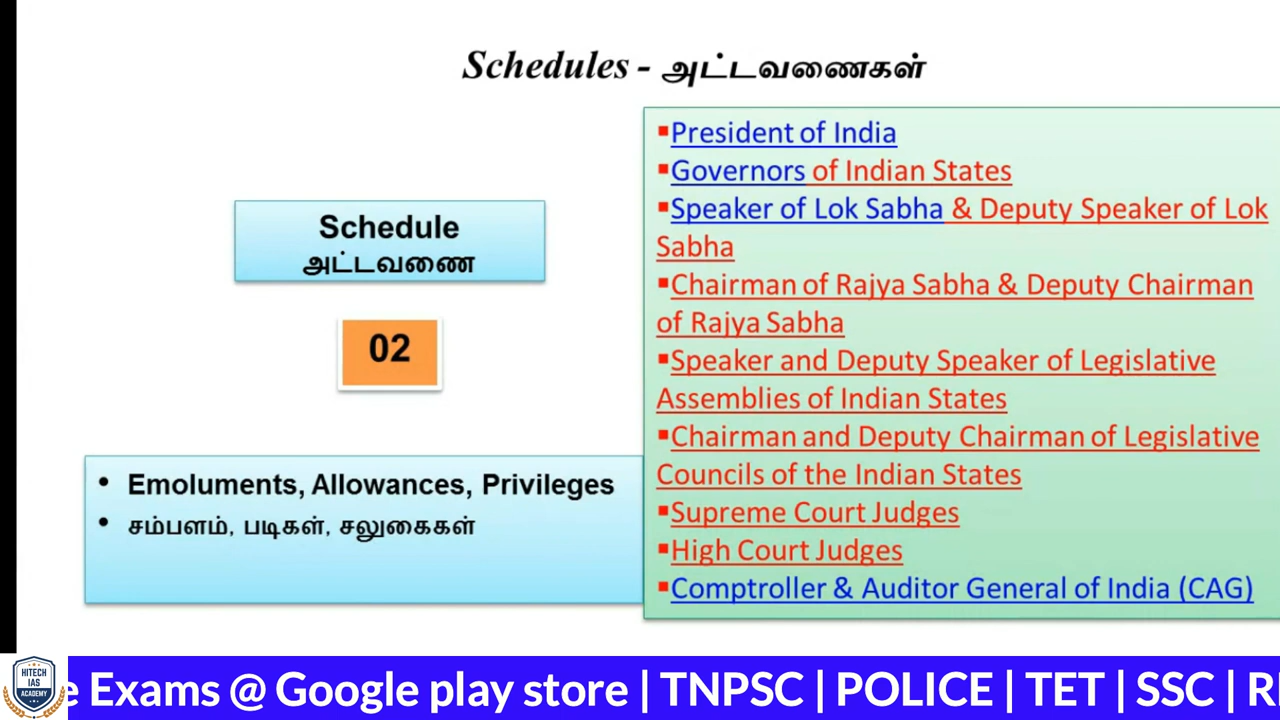 Schedules - அட்டவணைகள்
Schedule
அட்டவணை
02
• Emoluments, Allowances, Privileges
• சம்பளம், படிகள், சலுகைகள்
▪President of India
▪Governors of Indian States
▪Speaker of Lok Sabha & Deputy Speaker of Lok
Sabha
▪Chairman of Rajya Sabha & Deputy Chairman
of Rajya Sabha
▪Speaker and Deputy Speaker of Legislative
Assemblies of Indian States
▪Chairman and Deputy Chairman of Legislative
Councils of the Indian States
▪Supreme Court Judges
▪High Court Judges
▪Comptroller & Auditor General of India (CAG)
HITECH
IAS
ACADEMY
e Exams @ Google play store | TNPSC | POLICE | TET | SSC |